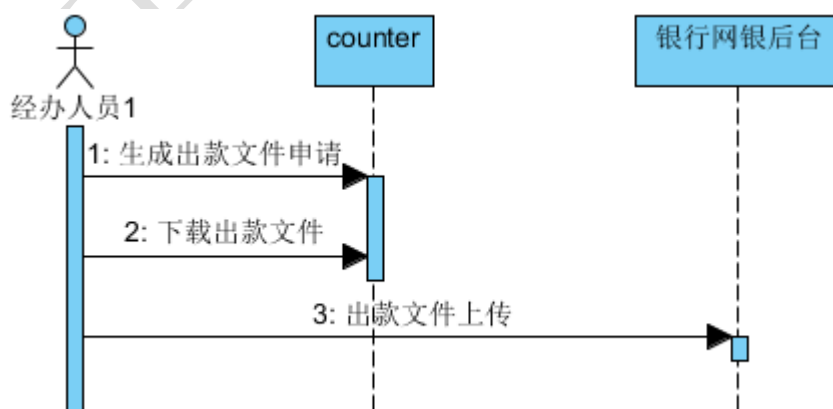 counter
银行网银后台
经办人员1
1: 生成出款文件申请
2: 下载出款文件
3: 出款文件上传